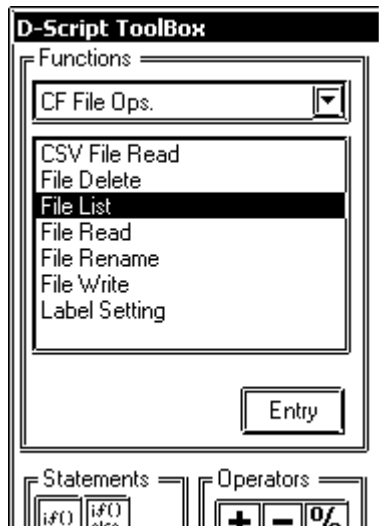 D-Script ToolBox
Functions
CF File Ops.
CSV File Read
File Delete
File List
File Read
File Rename
File Write
Label Setting
Entry
Statements Operators
if() if() + - %
else